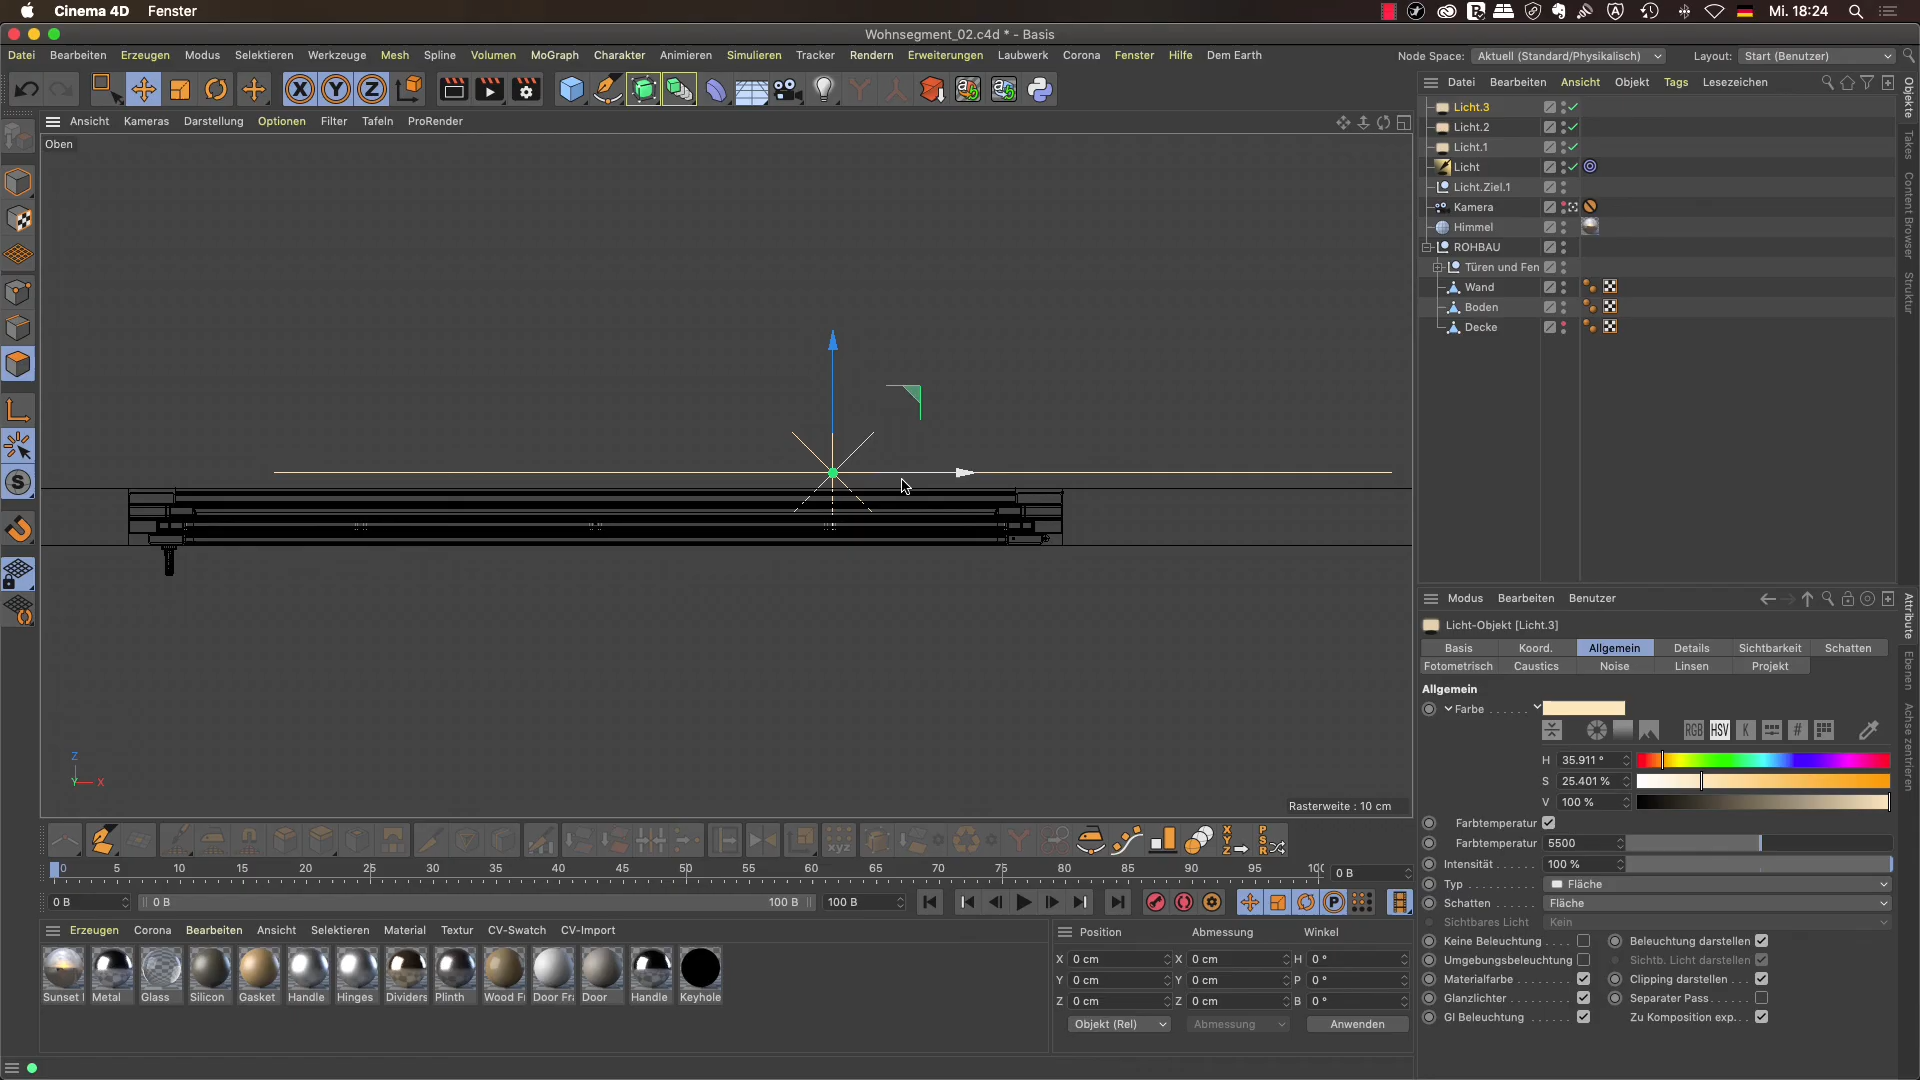 Cinema 4D Fenster Mi. 18:24
Wohnsegment_02.c4d * - Basis
Datei Bearbeiten Erzeugen Modus Selektieren Werkzeuge Mesh Spline Volumen MoGraph Charakter Animieren Simulieren Tracker Rendern Erweiterungen Laubwerk Corona Fenster Hilfe Dem Earth Node Space: Aktuell (Standard/Physikalisch) Layout: Start (Benutzer)
Datei Bearbeiten Ansicht Objekt Tags Lesezeichen
Ansicht Kameras Darstellung Optionen Filter Tafeln ProRender
Oben
Licht.3
Licht.2
Licht.1
Licht
Licht.Ziel.1
Kamera
Himmel
ROHBAU
Türen und Fen
Wand
Boden
Decke
Objekte
Takes
Content Browser
Struktur
Z
Y X
Rasterweite : 10 cm
Modus Bearbeiten Benutzer
Licht-Objekt [Licht.3]
Basis Koord. Allgemein Details Sichtbarkeit Schatten
Fotometrisch Caustics Noise Linsen Projekt
Allgemein
Farbe
RGB HSV K #
H 35.911 °
S 25.401 %
V 100 %
Farbtemperatur
Farbtemperatur 5500
Intensität 100 %
Typ Fläche
Schatten Fläche
Sichtbares Licht Kein
Keine Beleuchtung Beleuchtung darstellen
Umgebungsbeleuchtung Sichtb. Licht darstellen
Materialfarbe Clipping darstellen
Glanzlichter Separater Pass
GI Beleuchtung Zu Komposition exp.
Attribute
Ebenen
Achse zentrieren
0 5 10 15 20 25 30 35 40 45 50 55 60 65 70 75 80 85 90 95 10 0 B
0 B 0 B 100 B 100 B
Erzeugen Corona Bearbeiten Ansicht Selektieren Material Textur CV-Swatch CV-Import
Sunset Metal Glass Silicon Gasket Handle Hinges Dividers Plinth Wood F Door Fra Door Handle Keyhole
Position Abmessung Winkel
X 0 cm X 0 cm H 0 °
Y 0 cm Y 0 cm P 0 °
Z 0 cm Z 0 cm B 0 °
Objekt (Rel) Abmessung Anwenden